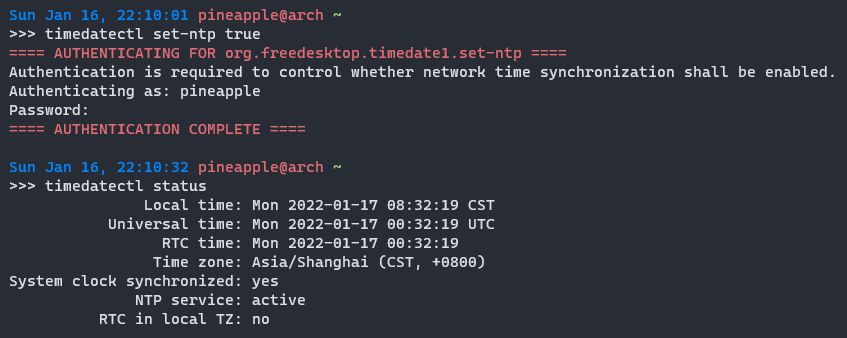 Sun Jan 16, 22:10:01 pineapple@arch ~
>>> timedatectl set-ntp true
==== AUTHENTICATING FOR org.freedesktop.timedate1.set-ntp ====
Authentication is required to control whether network time synchronization shall be enabled.
Authenticating as: pineapple
Password:
==== AUTHENTICATION COMPLETE ====
Sun Jan 16, 22:10:32 pineapple@arch ~
>>> timedatectl status
Local time: Mon 2022-01-17 08:32:19 CST
Universal time: Mon 2022-01-17 00:32:19 UTC
RTC time: Mon 2022-01-17 00:32:19
Time zone: Asia/Shanghai (CST, +0800)
System clock synchronized: yes
NTP service: active
RTC in local TZ: no